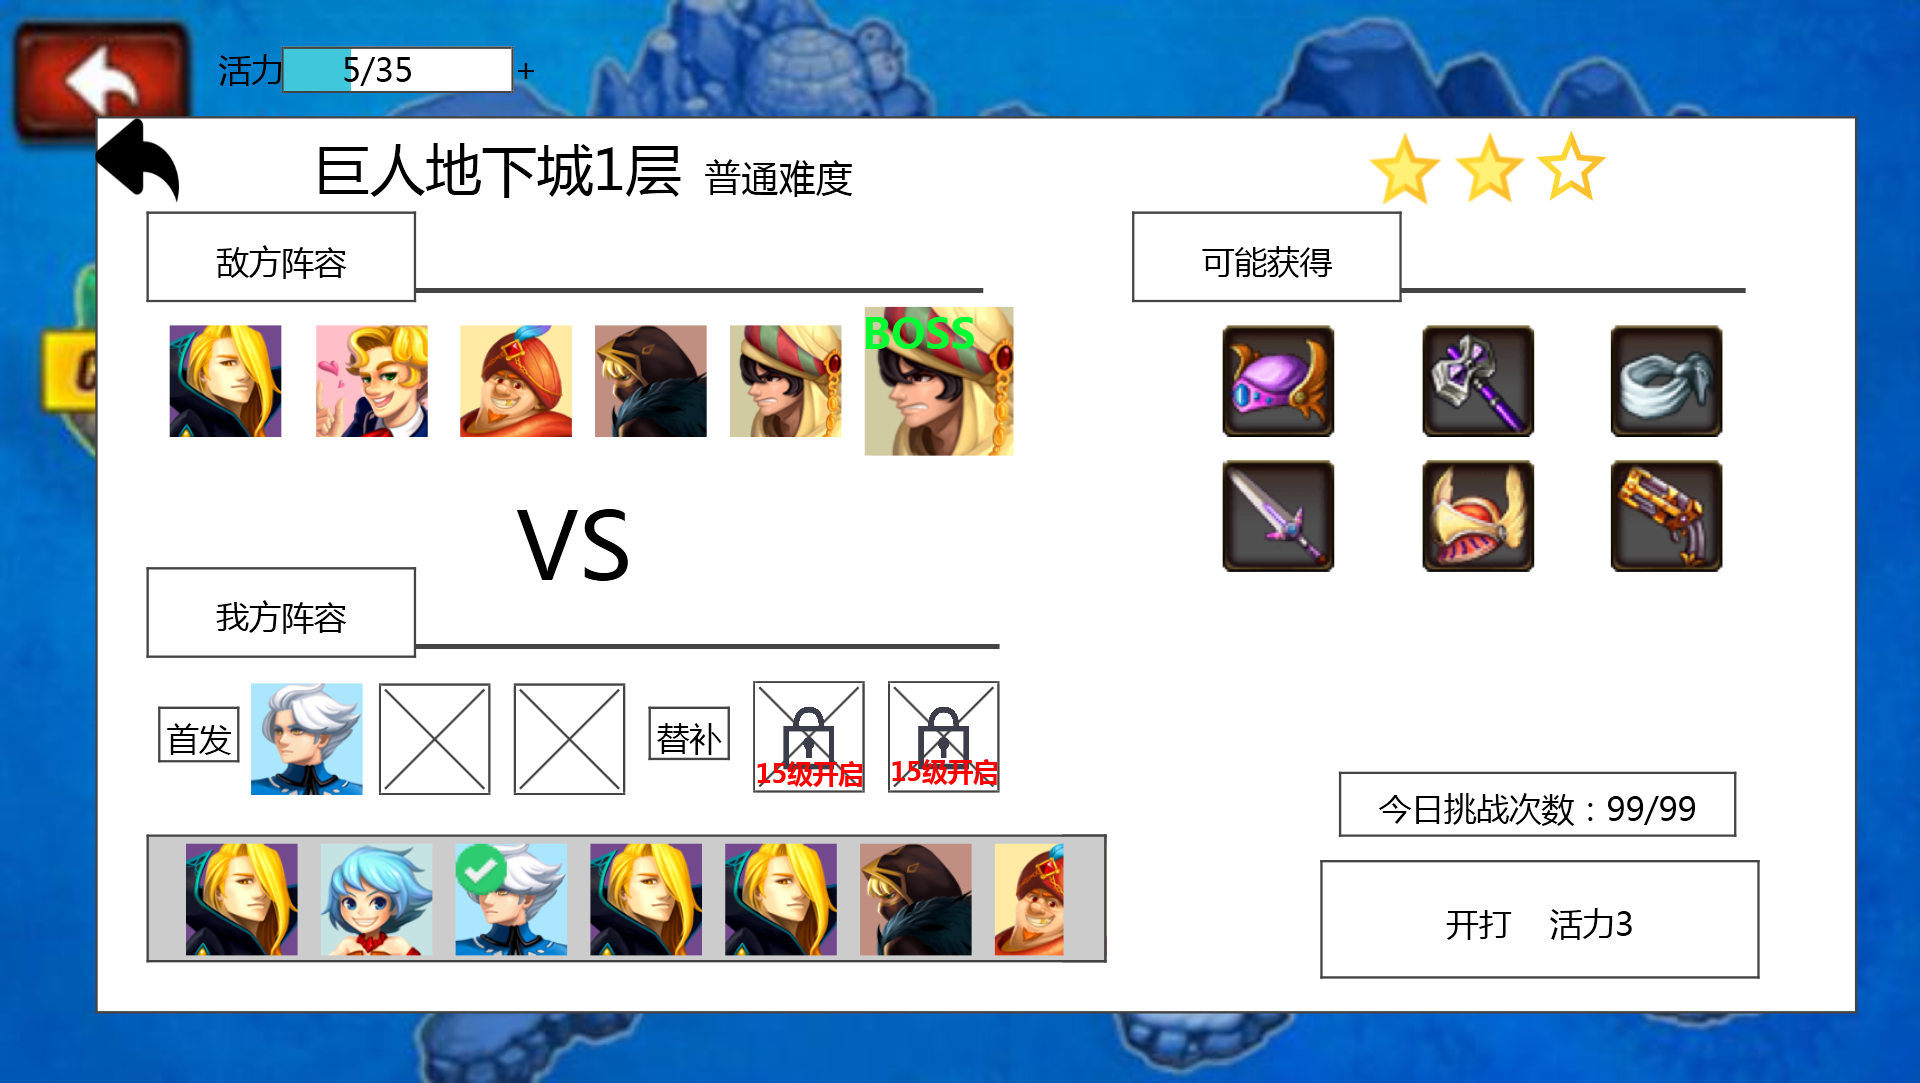 活力 5/35 +
巨人地下城1层 普通难度
敌方阵容
可能获得
BOSS
VS
我方阵容
首发
替补
15级开启
15级开启
今日挑战次数：99/99
开打 活力3